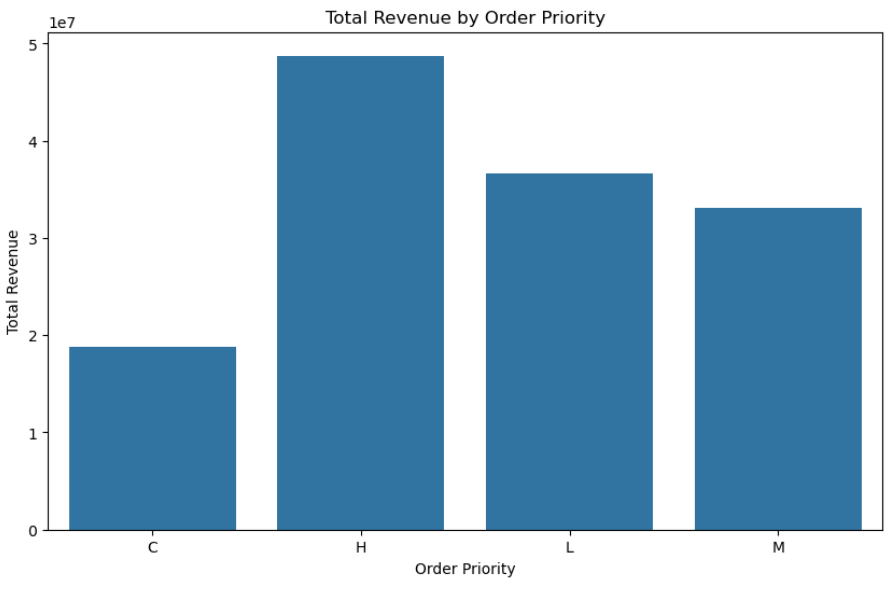 Total Revenue by Order Priority
1e7
5
4
3
2
1
0
Total Revenue
C H L M
Order Priority